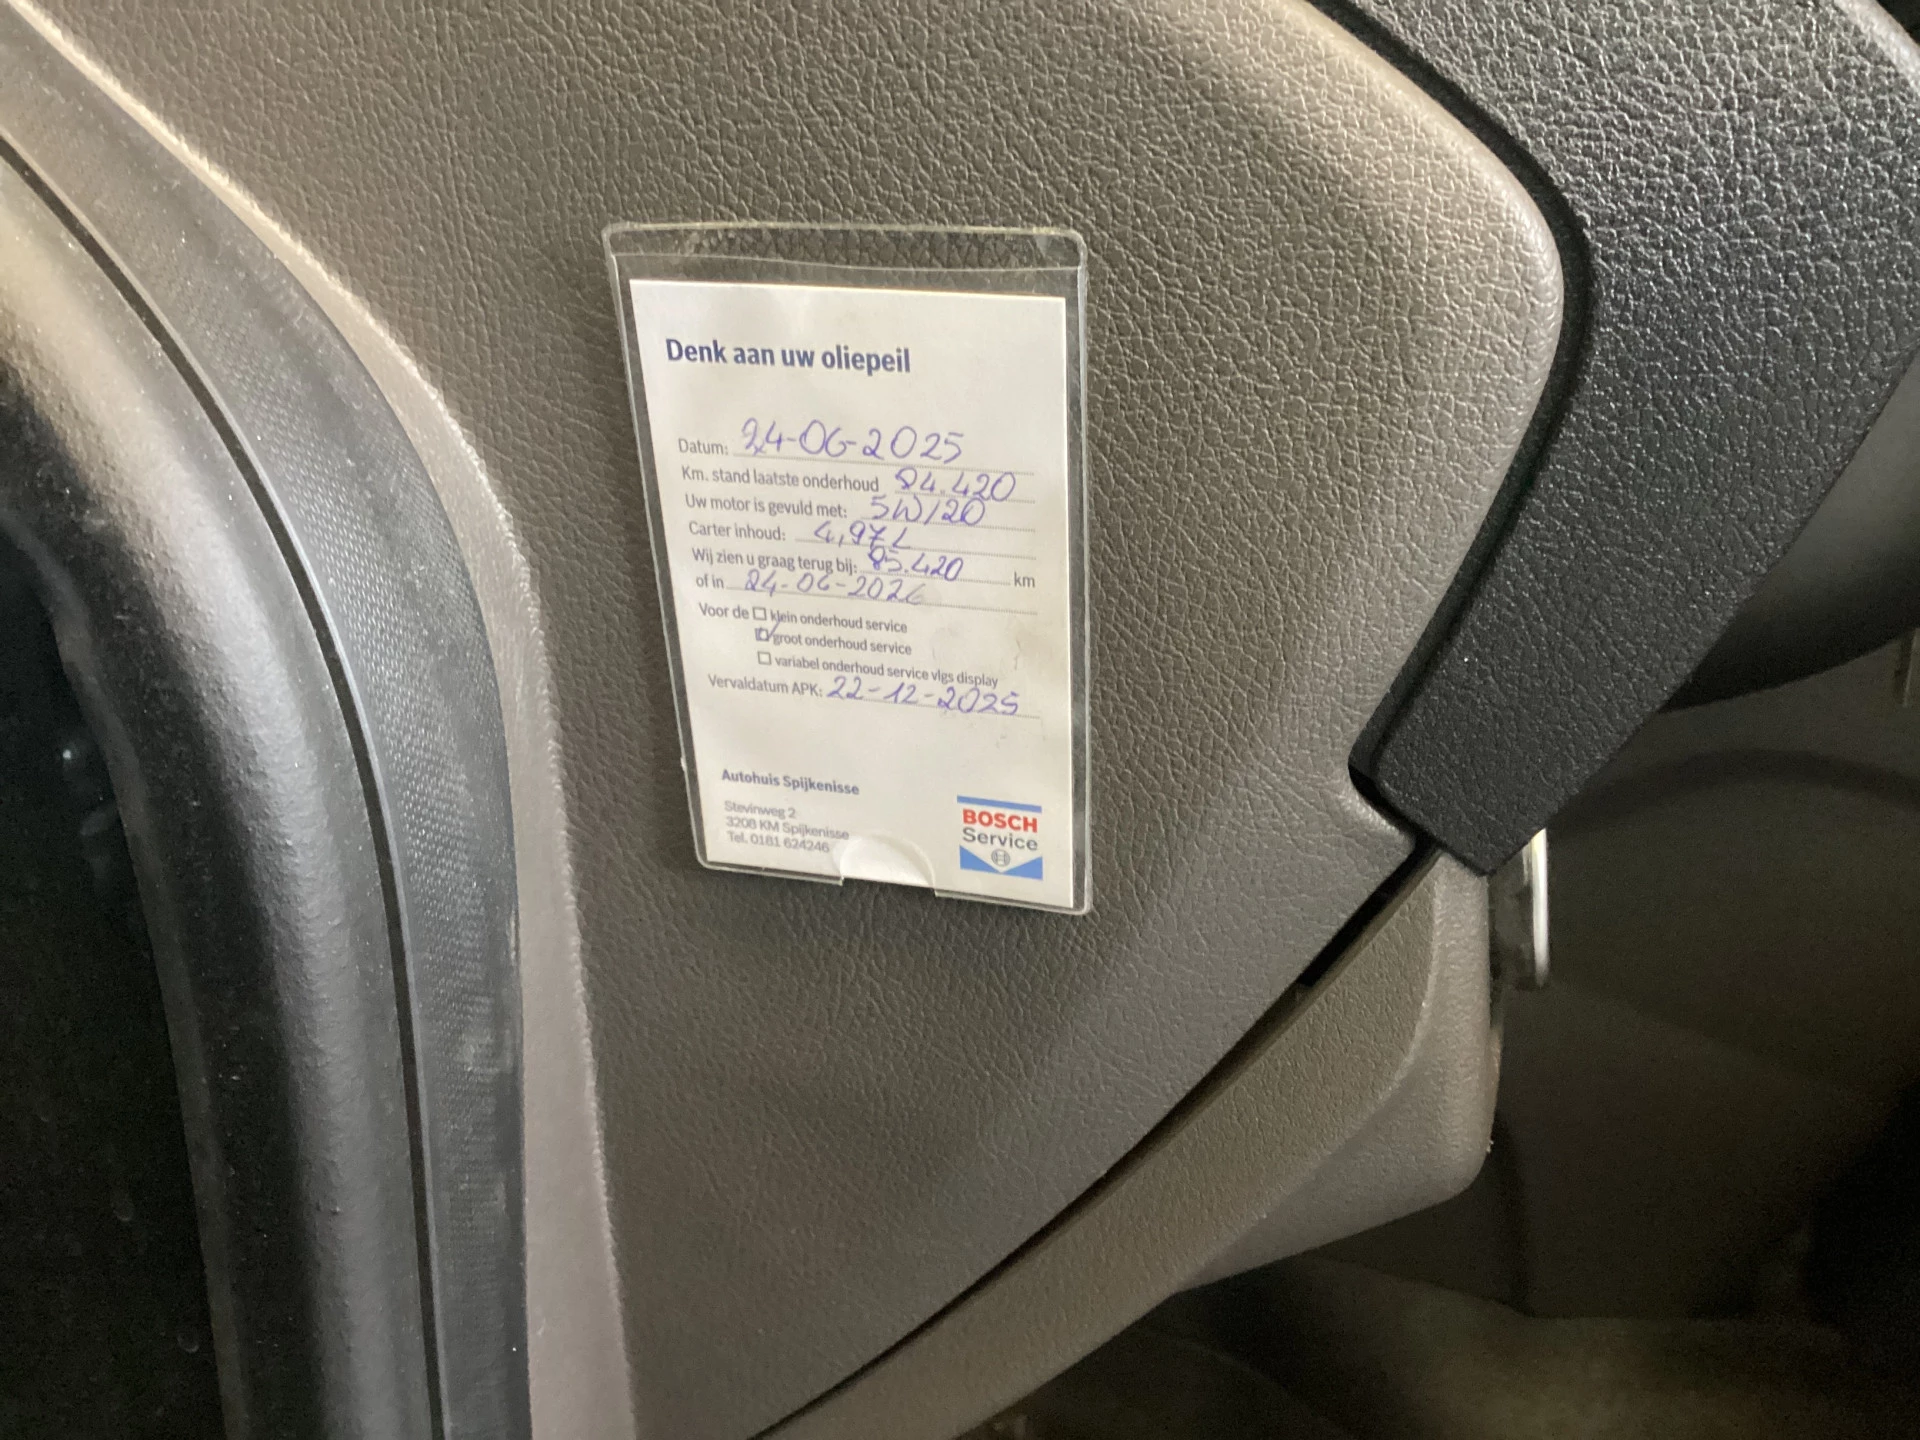 Denk aan uw oliepeil
Datum: 24-06-2025
Km. stand laatste onderhoud 84.420
Uw motor is gevuld met: 5W/20
Carter inhoud: 4,97 L
Wij zien u graag terug bij: 85.420 km
of in 24-06-2026
Voor de klein onderhoud service
groot onderhoud service
variabel onderhoud service vlgs display
Vervaldatum APK: 22-12-2025
Autohuis Spijkenisse
Stevinweg 2
3208 KM Spijkenisse
Tel. 0181 624246
BOSCH
Service